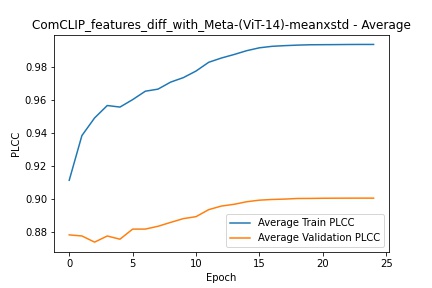 ComCLIP_features_diff_with_Meta-(ViT-14)-meanxstd - Average
PLCC
0.98
0.96
0.94
0.92
0.90
0.88
0
5
10
15
20
25
Epoch
Average Train PLCC
Average Validation PLCC